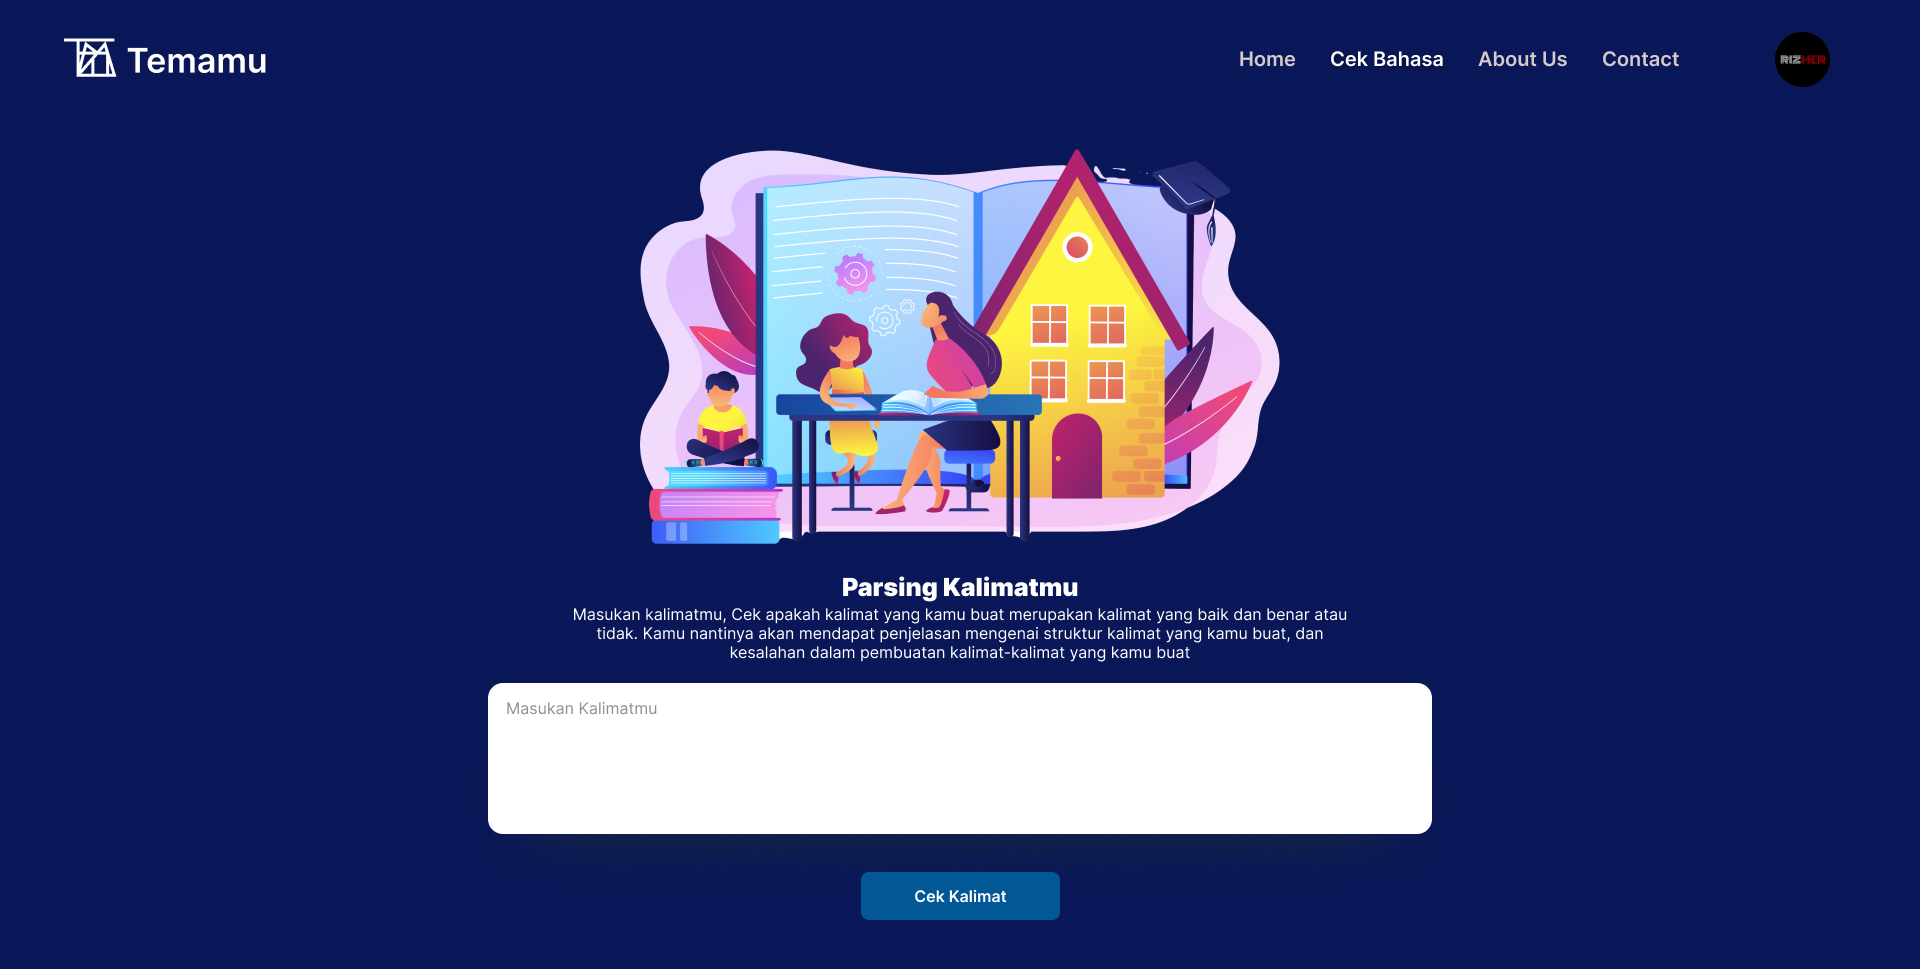 Temamu
Home
Cek Bahasa
About Us
Contact
RIZHER
Parsing Kalimatmu
Masukan kalimatmu, Cek apakah kalimat yang kamu buat merupakan kalimat yang baik dan benar atau
tidak. Kamu nantinya akan mendapat penjelasan mengenai struktur kalimat yang kamu buat, dan
kesalahan dalam pembuatan kalimat-kalimat yang kamu buat
Masukan Kalimatmu
Cek Kalimat